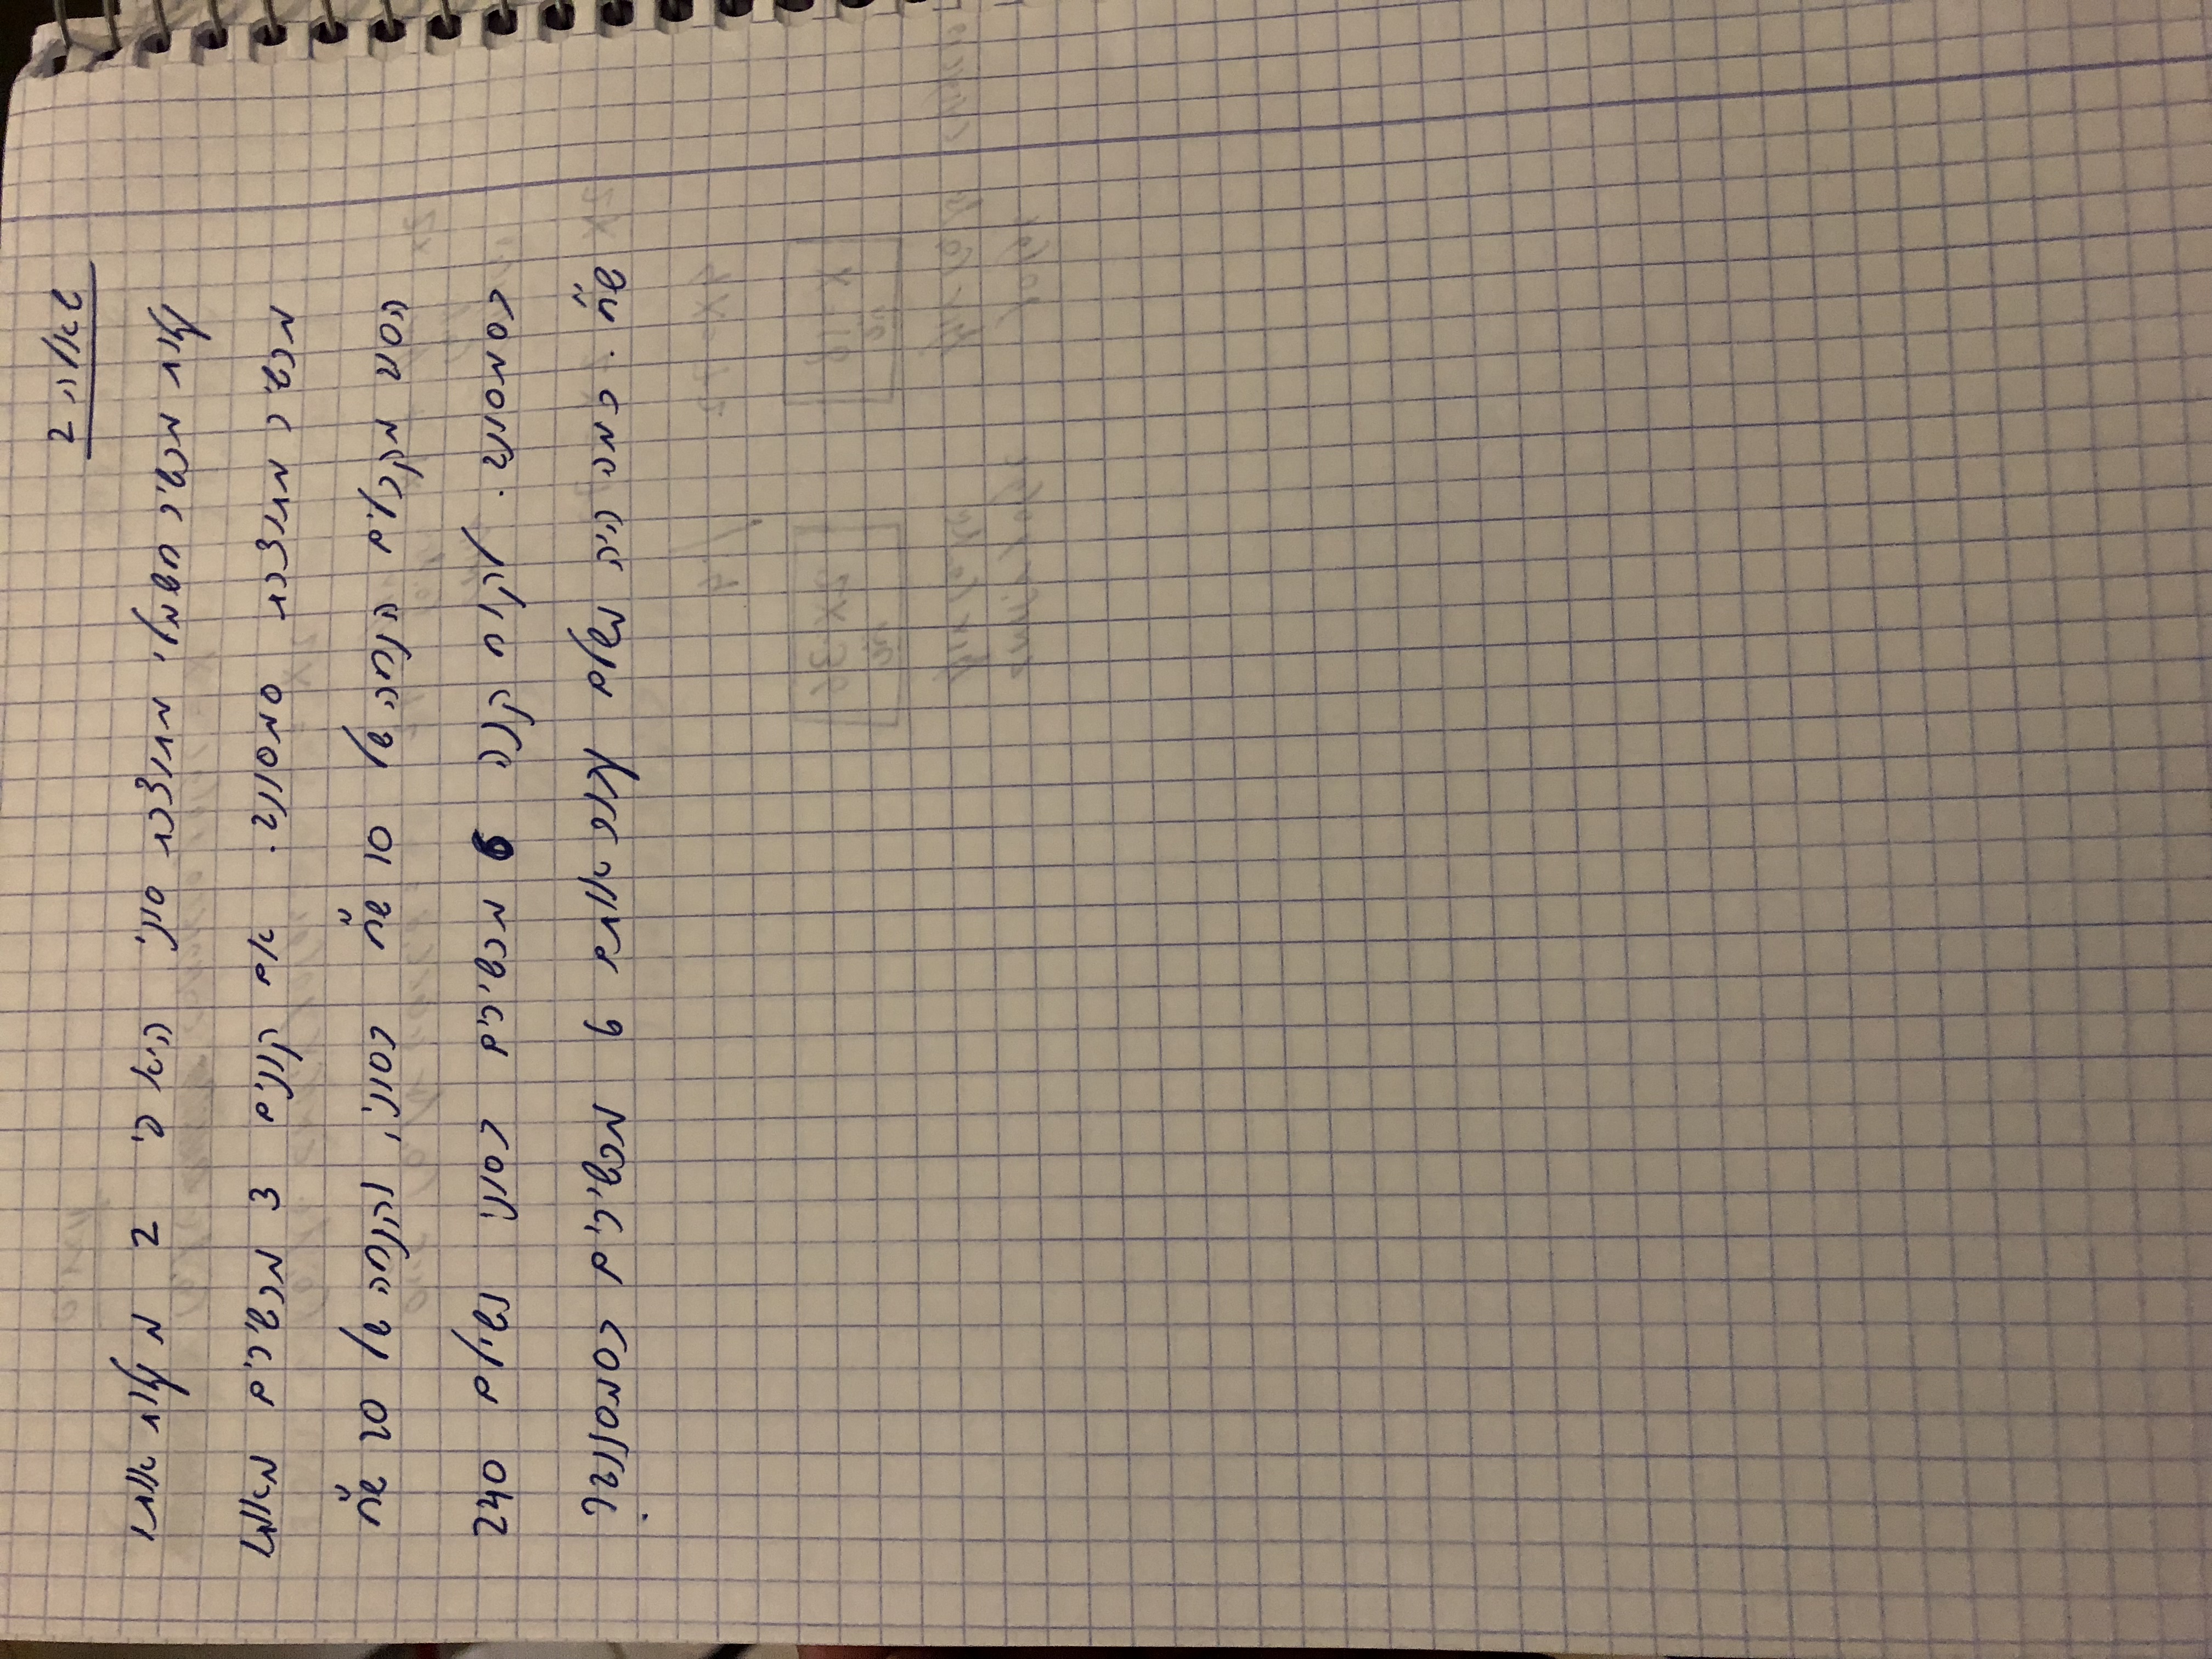 שאלה 2
עלות מכשיר חשמלי מתוצרת סוני היא פי 2 מעלות אותו
מכשיר מתוצרת סמסונג. אם קונים 3 מכשירים מאותו
הסוג מקבלים הנחה של 10 ש"ח בסוני, והנחה של 20 ש"ח
בסמסונג. לקוח קנה 6 מכשירים בסוני ושילם 240
ש"ח. כמה היה משלם עבור אותם 6 מכשירים בסמסונג?